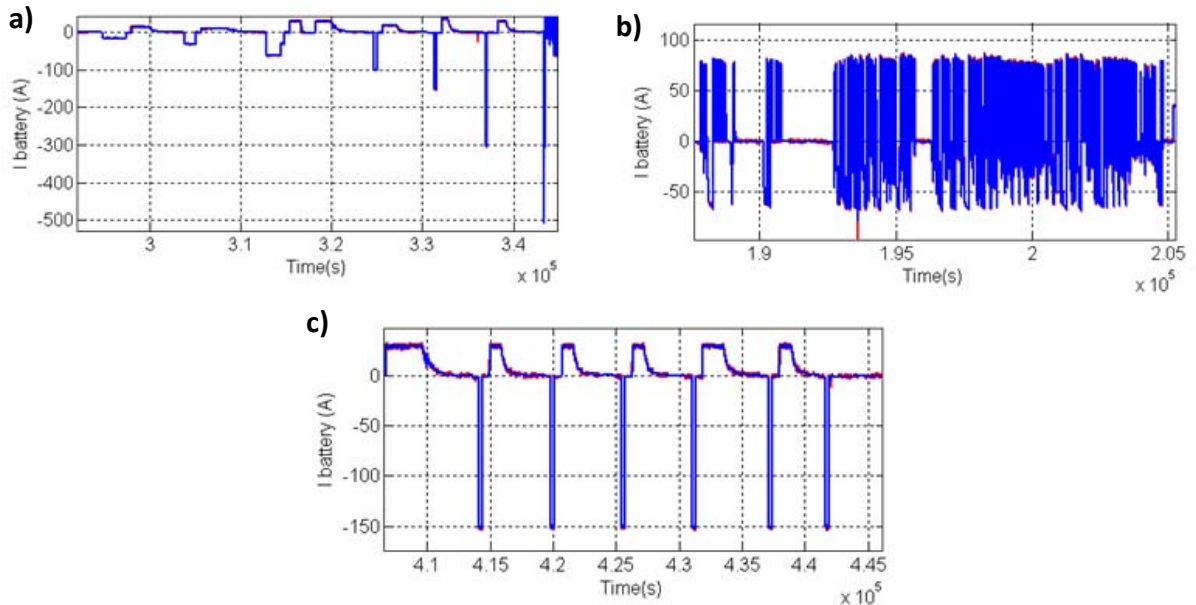 a)
I battery (A)
0
-100
-200
-300
-400
-500
3
3.1
3.2
3.3
3.4
Time(s)
x 10^5
b)
I battery (A)
100
50
0
-50
1.9
1.95
2
2.05
Time(s)
x 10^5
c)
I battery (A)
0
-50
-100
-150
4.1
4.15
4.2
4.25
4.3
4.35
4.4
4.45
Time(s)
x 10^5